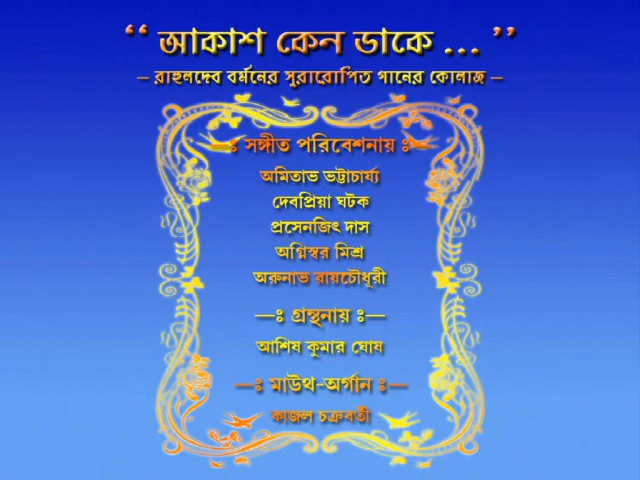 “ আকাশ কেন ডাকে ... ”
– রাহুলদেব বর্মনের সুরারোপিত গানের কোলাজ –
—ঃ সঙ্গীত পরিবেশনায় ঃ—
অমিতাভ ভট্টাচার্য্য
দেবপ্রিয়া ঘটক
প্রসেনজিৎ দাস
অগ্নিস্বর মিশ্র
অরুনাভ রায়চৌধূরী
—ঃ গ্রন্থনায় ঃ—
আশিষ কুমার ঘোষ
—ঃ মাউথ-অর্গান ঃ—
কাজল চক্রবর্তী